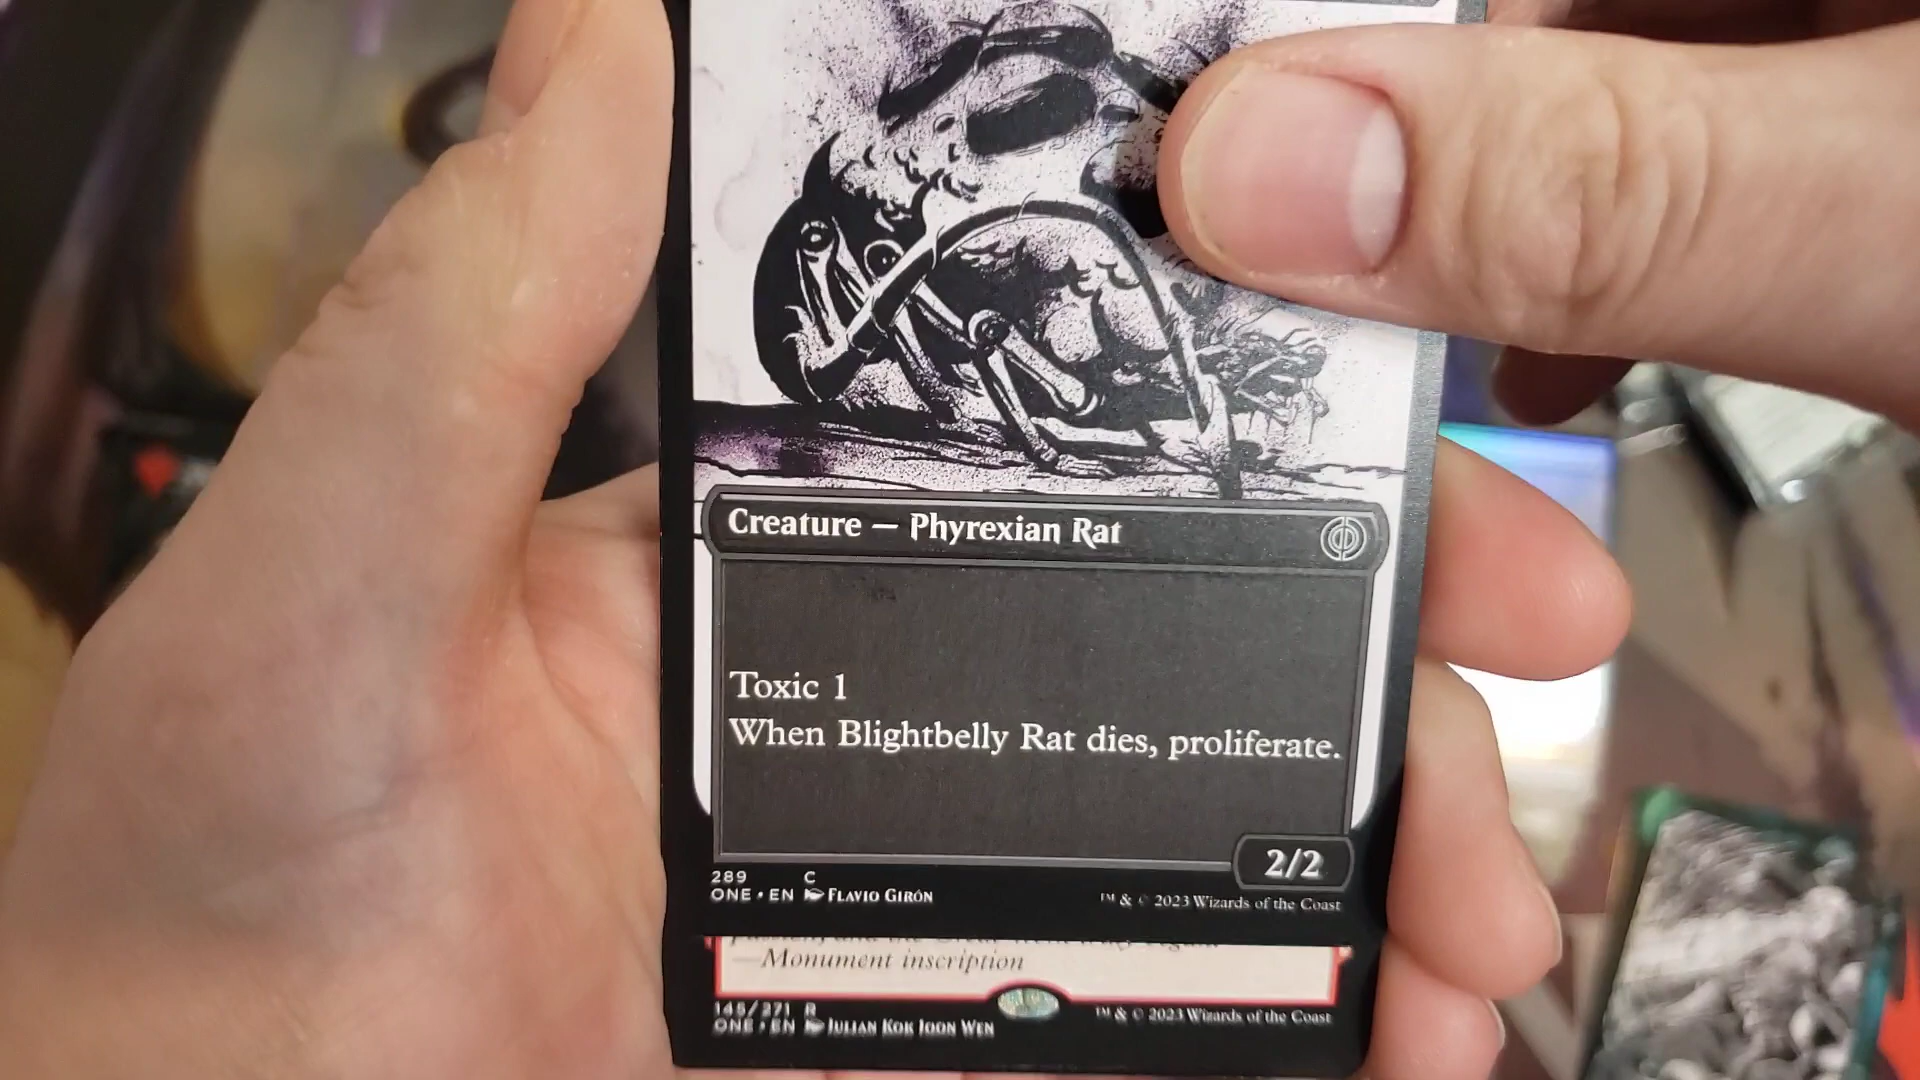 Creature — Phyrexian Rat
Toxic 1
When Blightbelly Rat dies, proliferate.
2/2
289 C
ONE • EN FLAVIO GIRÓN
™ & © 2023 Wizards of the Coast
—Monument inscription
145/271 R
ONE • EN JULIAN KOK JOON WEN
™ & © 2023 Wizards of the Coast